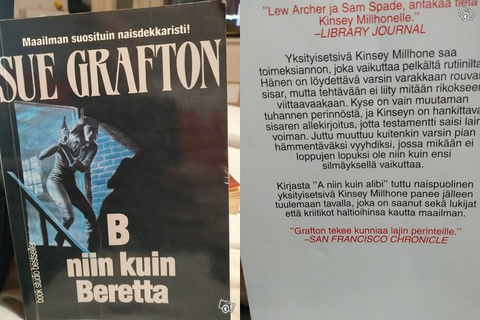 Maailman suosituin naisdekkaristi!
SUE GRAFTON
B
niin kuin
Beretta
book studio bestseller
"Lew Archer ja Sam Spade, antakaa tietä
Kinsey Millhonelle."
–LIBRARY JOURNAL
Yksityisetsivä Kinsey Millhone saa
toimeksiannon, joka vaikuttaa pelkältä rutiinilta.
Hänen on löydettävä varsin varakkaan rouvan
sisar, mutta tehtävään ei liity mitään rikokseen
viittaavaakaan. Kyse on vain muutaman
tuhannen perinnöstä, ja Kinseyn on hankittava
sisaren allekirjoitus, jotta testamentti saisi lain
voiman. Juttu muuttuu kuitenkin varsin pian
hämmentäväksi vyyhdiksi, jossa mikään ei
loppujen lopuksi ole niin kuin ensi
silmäyksellä vaikuttaa.
Kirjasta "A niin kuin alibi" tuttu naispuolinen
yksityisetsivä Kinsey Millhone panee jälleen
tuulemaan tavalla, joka on saanut sekä lukijat
että kriitikot haltioihinsa kautta maailman.
"Grafton tekee kunniaa lajin perinteille."
–SAN FRANCISCO CHRONICLE